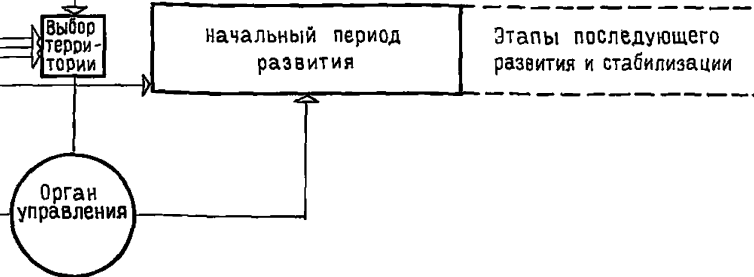 Выбор
терри-
тории
Начальный период
развития
Этапы последующего
развития и стабилизации
Орган
управления